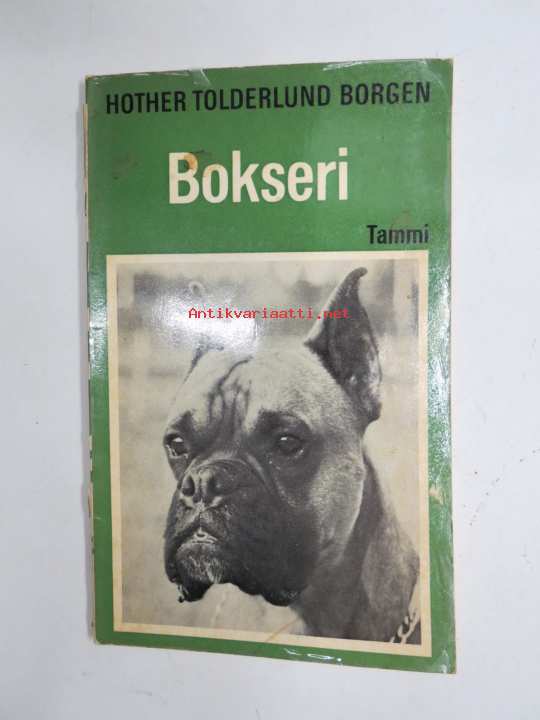 HOTHER TOLDERLUND BORGEN
Bokseri
Tammi
Antikvariaatti.net